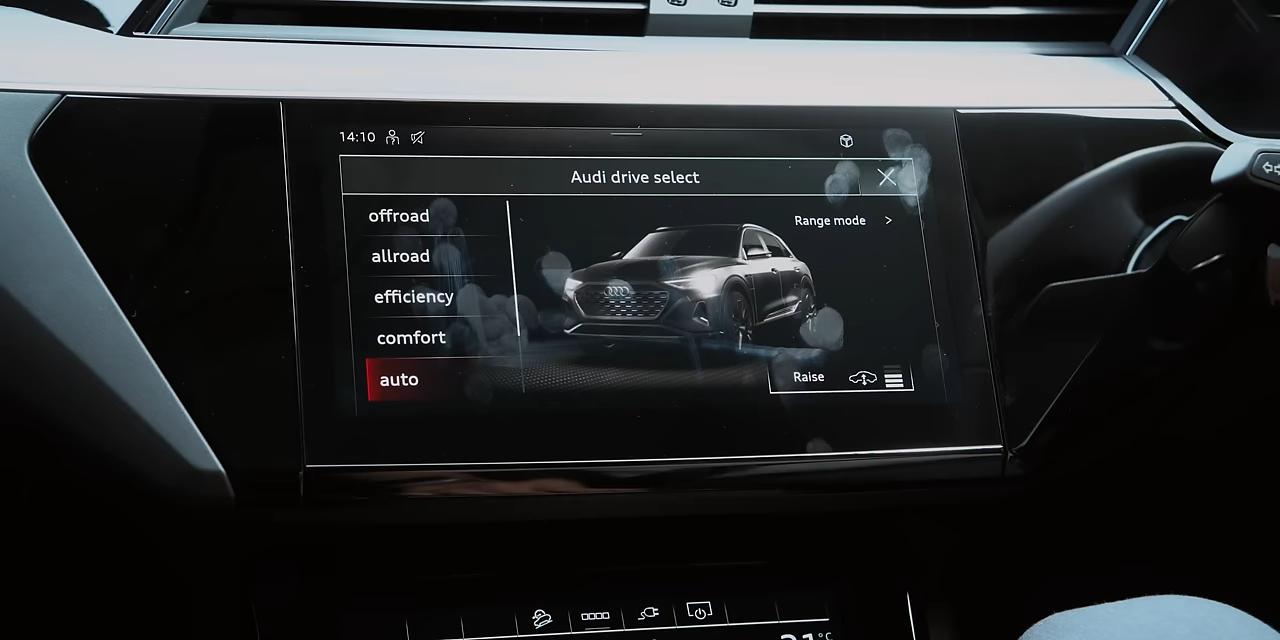 14:10
Audi drive select
offroad
Range mode >
allroad
efficiency
comfort
auto
Raise
°C